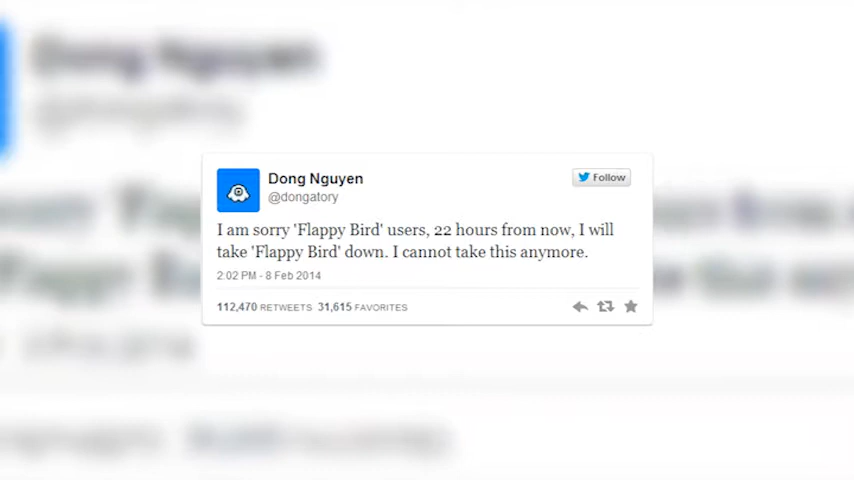 Dong Nguyen
@dongatory
Follow
I am sorry 'Flappy Bird' users, 22 hours from now, I will
take 'Flappy Bird' down. I cannot take this anymore.
2:02 PM - 8 Feb 2014
112,470 RETWEETS 31,615 FAVORITES